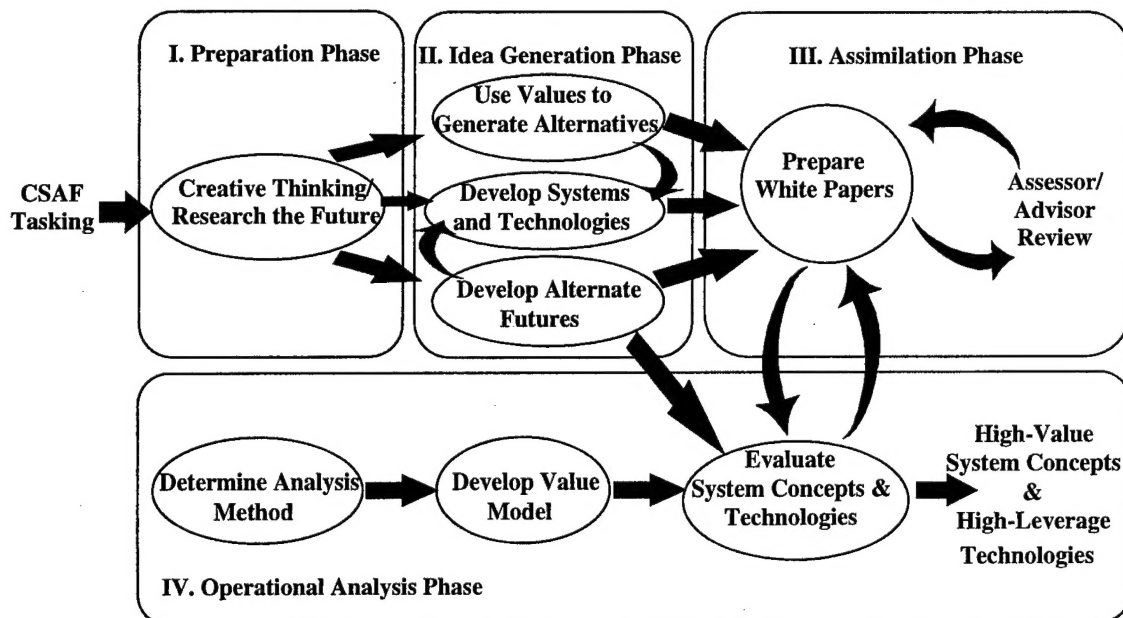 I. Preparation Phase
II. Idea Generation Phase
III. Assimilation Phase
Use Values to
Generate Alternatives
CSAF
Tasking
Creative Thinking/
Research the Future
Develop Systems
and Technologies
Develop Alternate
Futures
Prepare
White Papers
Assessor/
Advisor
Review
Determine Analysis
Method
Develop Value
Model
Evaluate
System Concepts &
Technologies
High-Value
System Concepts
&
High-Leverage
Technologies
IV. Operational Analysis Phase